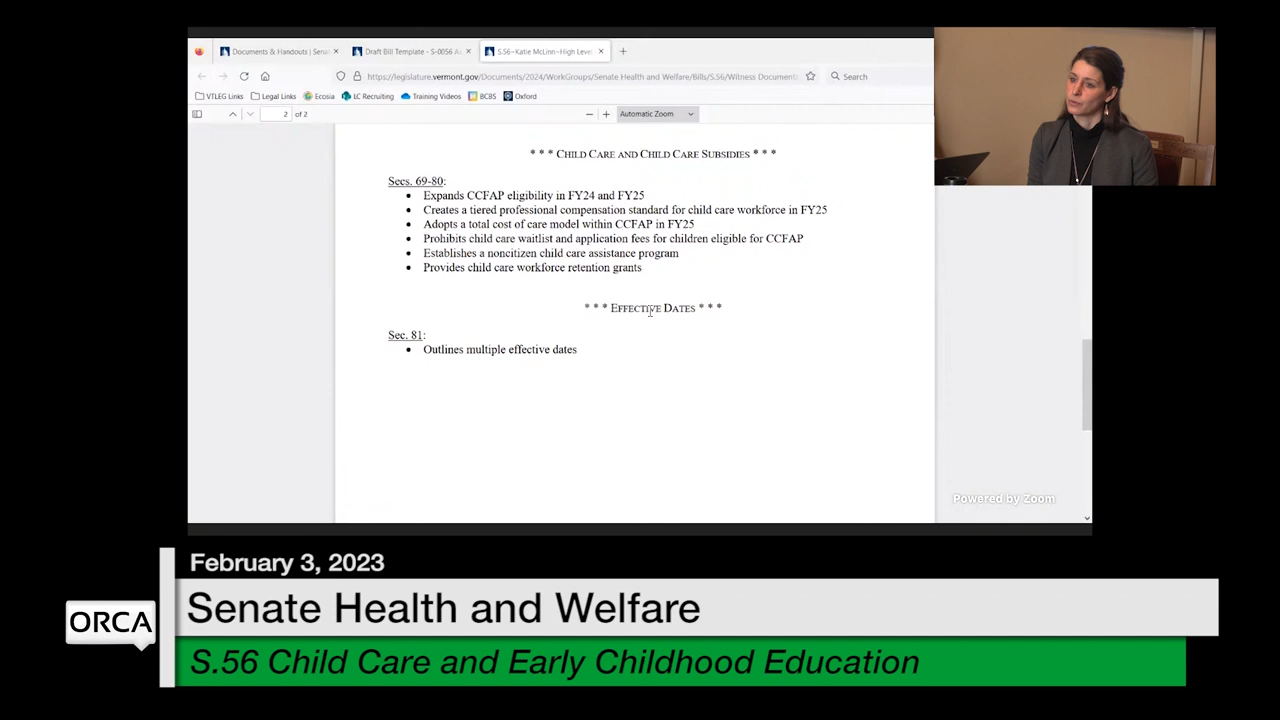 Documents & Handouts | Senat
Draft Bill Template - S-0056 As
S.56~Katie McLinn~High Level
https://legislature.vermont.gov/Documents/2024/WorkGroups/Senate Health and Welfare/Bills/S.56/Witness Documents
Search
VTLEG Links
Legal Links
Ecosia
LC Recruiting
Training Videos
BCBS
Oxford
2 of 2
Automatic Zoom
* * * CHILD CARE AND CHILD CARE SUBSIDIES * * *
Secs. 69-80:
• Expands CCFAP eligibility in FY24 and FY25
• Creates a tiered professional compensation standard for child care workforce in FY25
• Adopts a total cost of care model within CCFAP in FY25
• Prohibits child care waitlist and application fees for children eligible for CCFAP
• Establishes a noncitizen child care assistance program
• Provides child care workforce retention grants
* * * EFFECTIVE DATES * * *
Sec. 81:
• Outlines multiple effective dates
Powered by Zoom
February 3, 2023
ORCA
Senate Health and Welfare
S.56 Child Care and Early Childhood Education